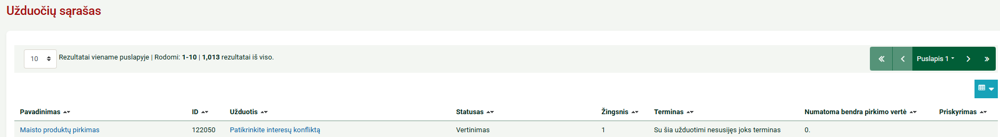 Užduočių sąrašas
10 Rezultatai viename puslapyje | Rodomi: 1-10 | 1,013 rezultatai iš viso. Puslapis 1
Pavadinimas ID Užduotis Statusas Žingsnis Terminas Numatoma bendra pirkimo vertė Priskyrimas
Maisto produktų pirkimas 122050 Patikrinkite interesų konfliktą Vertinimas 1 Su šia užduotimi nesusijęs joks terminas 0.